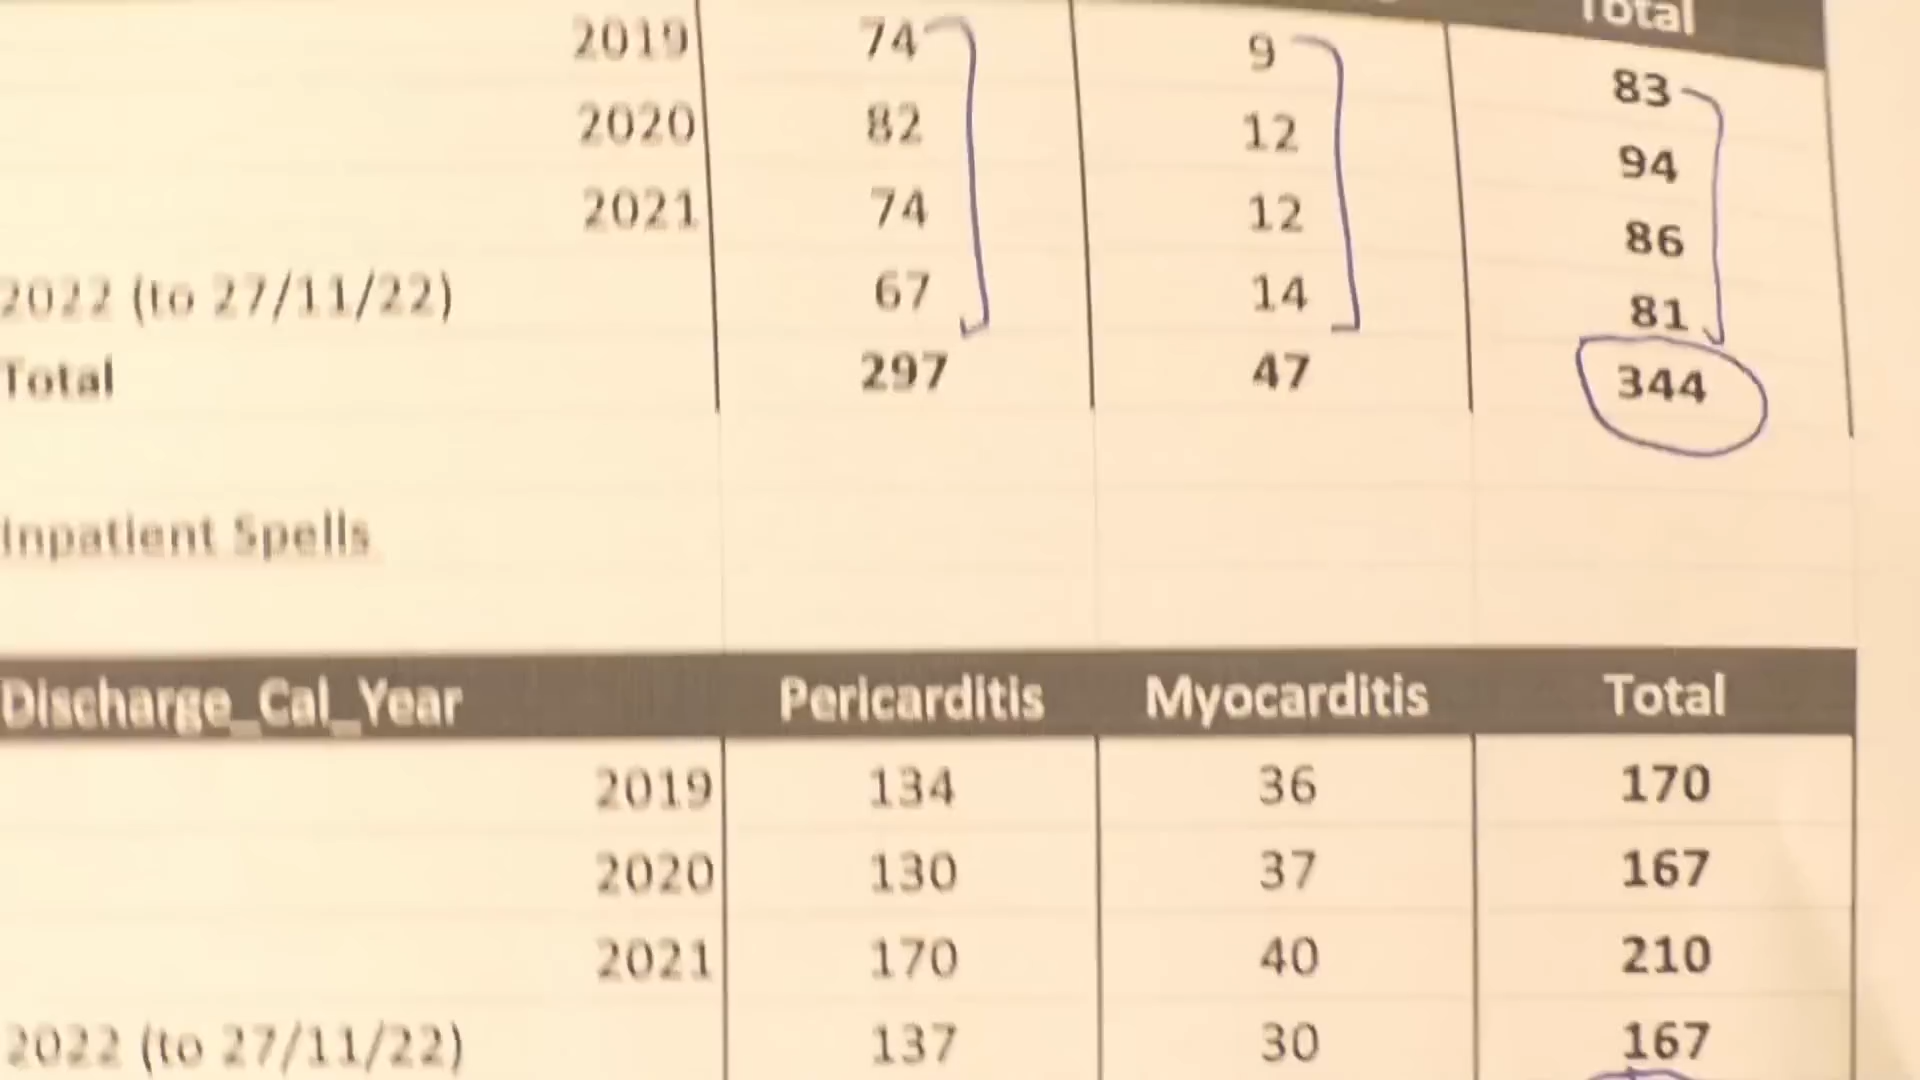 Total
2019 74 9 83
2020 82 12 94
2021 74 12 86
2022 (to 27/11/22) 67 14 81
Total 297 47 344
Inpatient Spells
Discharge_Cal_Year Pericarditis Myocarditis Total
2019 134 36 170
2020 130 37 167
2021 170 40 210
2022 (to 27/11/22) 137 30 167